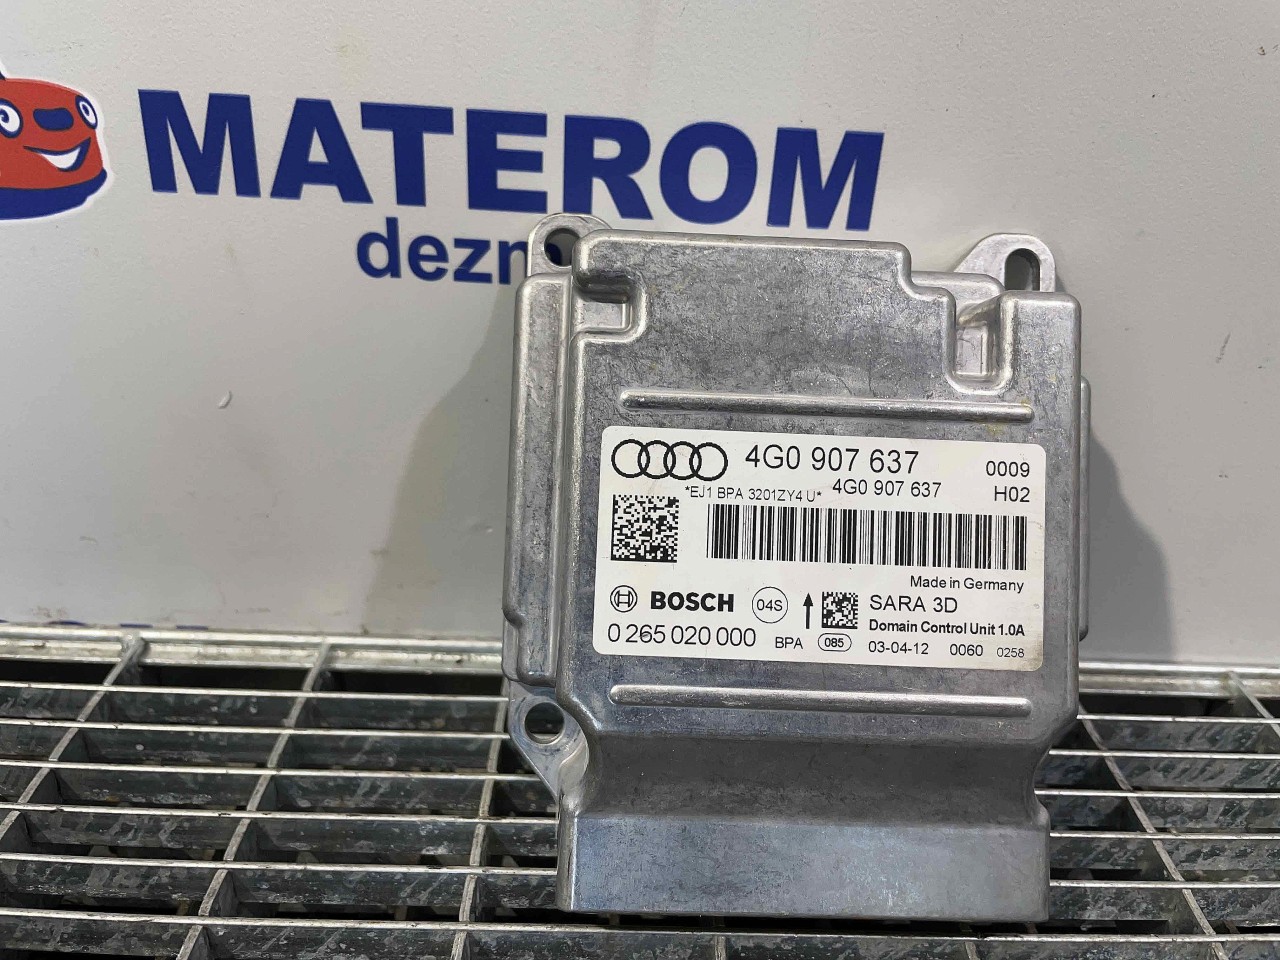 MATEROM
4G0 907 637
0009
*EJ1 BPA 3201ZY4 U* 4G0 907 637 H02
Made in Germany
BOSCH 04S SARA 3D
Domain Control Unit 1.0A
0 265 020 000 BPA 085 03-04-12 0060 0258